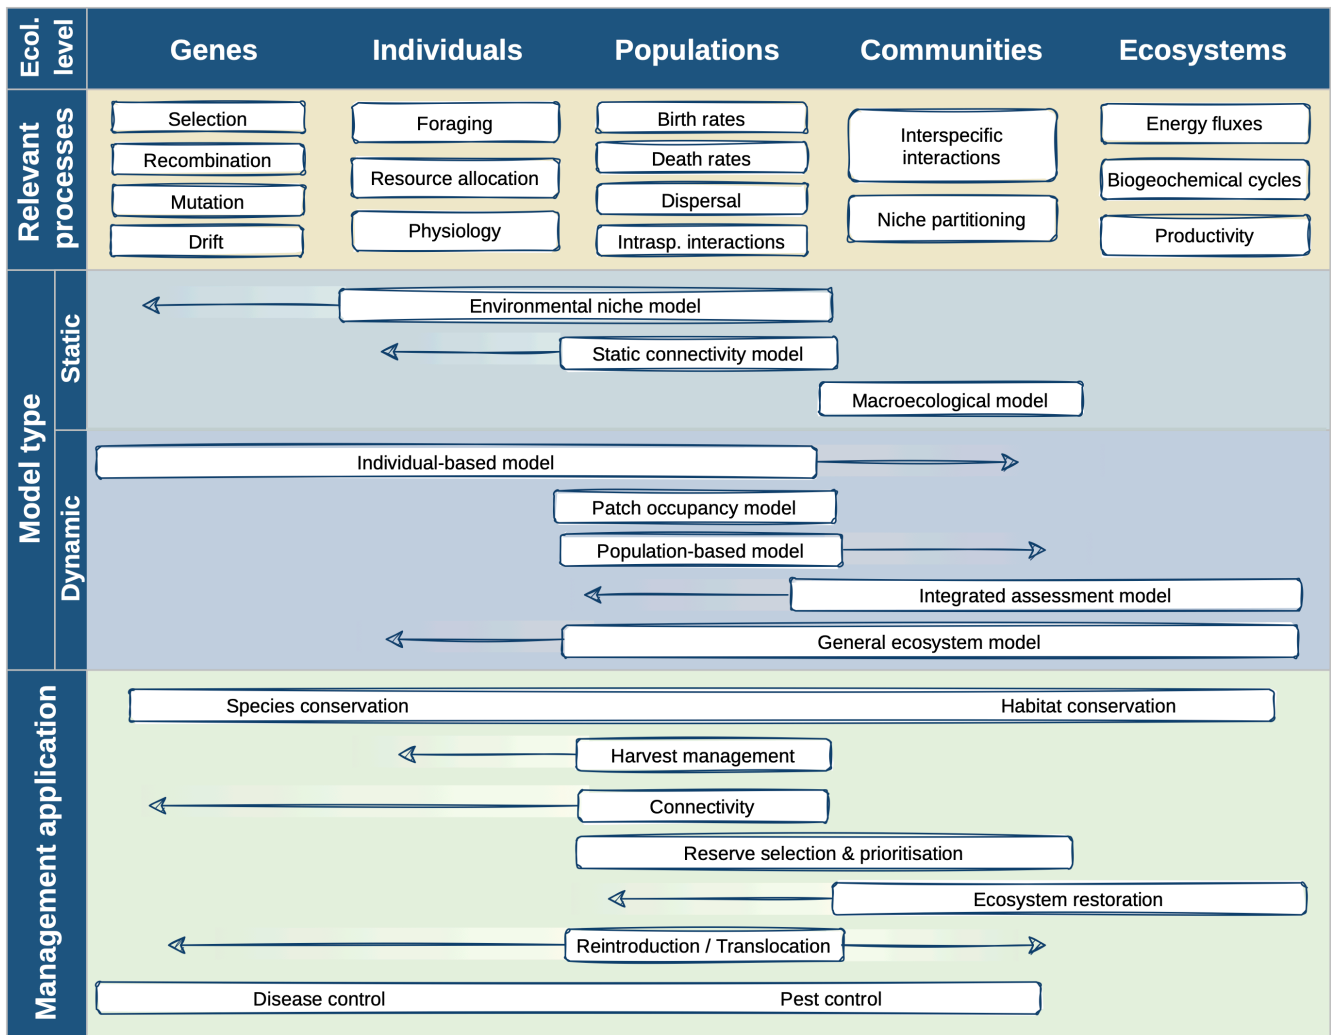 Ecol.
level
Genes
Individuals
Populations
Communities
Ecosystems
Relevant
processes
Selection
Recombination
Mutation
Drift
Foraging
Resource allocation
Physiology
Birth rates
Death rates
Dispersal
Intrasp. interactions
Interspecific
interactions
Niche partitioning
Energy fluxes
Biogeochemical cycles
Productivity
Model type
Static
Environmental niche model
Static connectivity model
Macroecological model
Dynamic
Individual-based model
Patch occupancy model
Population-based model
Integrated assessment model
General ecosystem model
Management application
Species conservation
Habitat conservation
Harvest management
Connectivity
Reserve selection & prioritisation
Ecosystem restoration
Reintroduction / Translocation
Disease control
Pest control